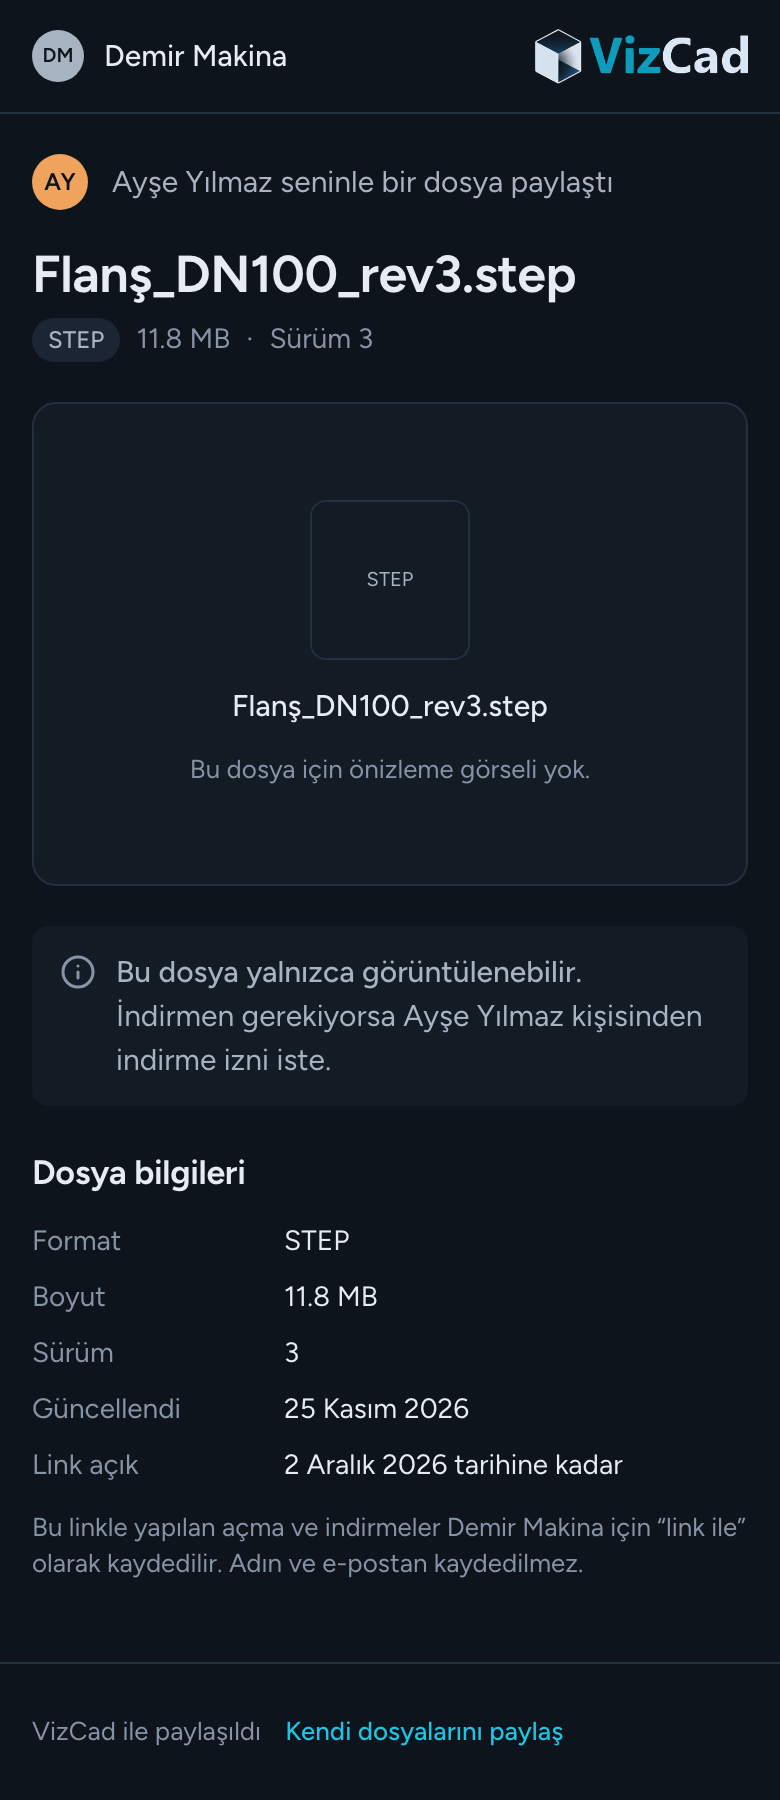 DM
Demir Makina
VizCad
AY
Ayşe Yılmaz seninle bir dosya paylaştı
Flanş_DN100_rev3.step
STEP
11.8 MB · Sürüm 3
STEP
Flanş_DN100_rev3.step
Bu dosya için önizleme görseli yok.
Bu dosya yalnızca görüntülenebilir.
İndirmen gerekiyorsa Ayşe Yılmaz kişisinden
indirme izni iste.
Dosya bilgileri
Format STEP
Boyut 11.8 MB
Sürüm 3
Güncellendi 25 Kasım 2026
Link açık 2 Aralık 2026 tarihine kadar
Bu linkle yapılan açma ve indirmeler Demir Makina için “link ile”
olarak kaydedilir. Adın ve e-postan kaydedilmez.
VizCad ile paylaşıldı Kendi dosyalarını paylaş